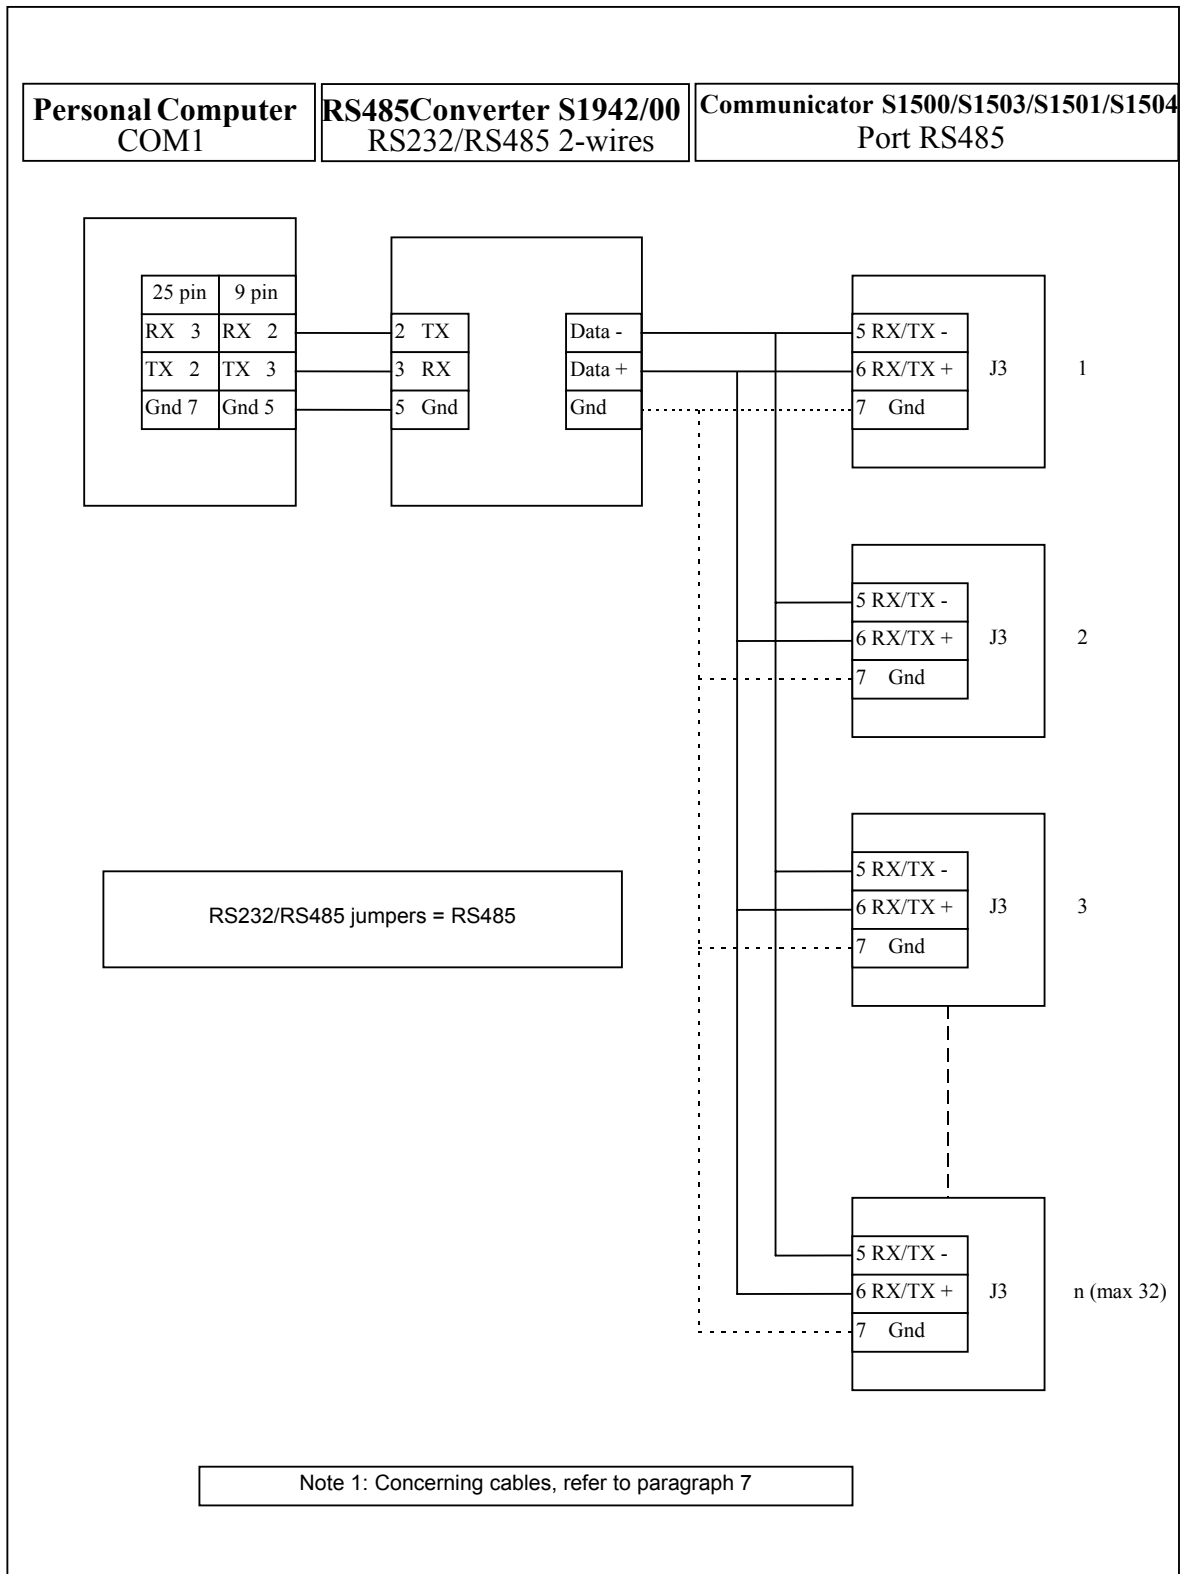 Personal Computer
COM1
RS485Converter S1942/00
RS232/RS485 2-wires
Communicator S1500/S1503/S1501/S1504
Port RS485
25 pin 9 pin
RX 3 RX 2
TX 2 TX 3
Gnd 7 Gnd 5
2 TX
3 RX
5 Gnd
Data -
Data +
Gnd
5 RX/TX -
6 RX/TX + J3 1
7 Gnd
5 RX/TX -
6 RX/TX + J3 2
7 Gnd
5 RX/TX -
6 RX/TX + J3 3
7 Gnd
RS232/RS485 jumpers = RS485
5 RX/TX -
6 RX/TX + J3 n (max 32)
7 Gnd
Note 1: Concerning cables, refer to paragraph 7